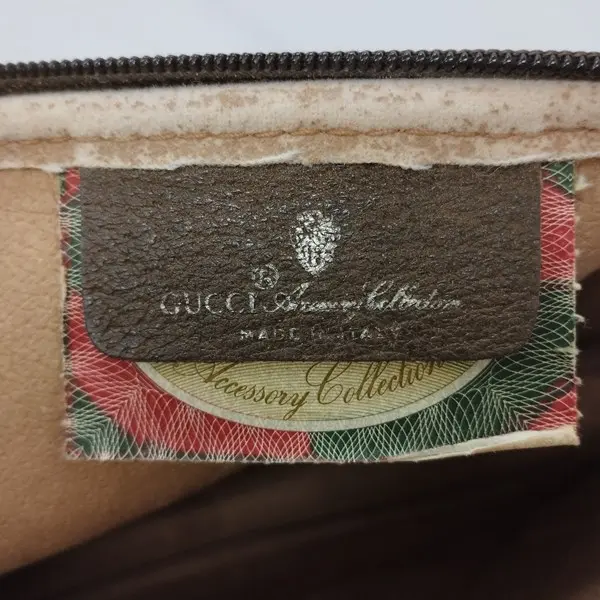 ® GUCCI Accessory Collection
MADE IN ITALY
Accessory Collection